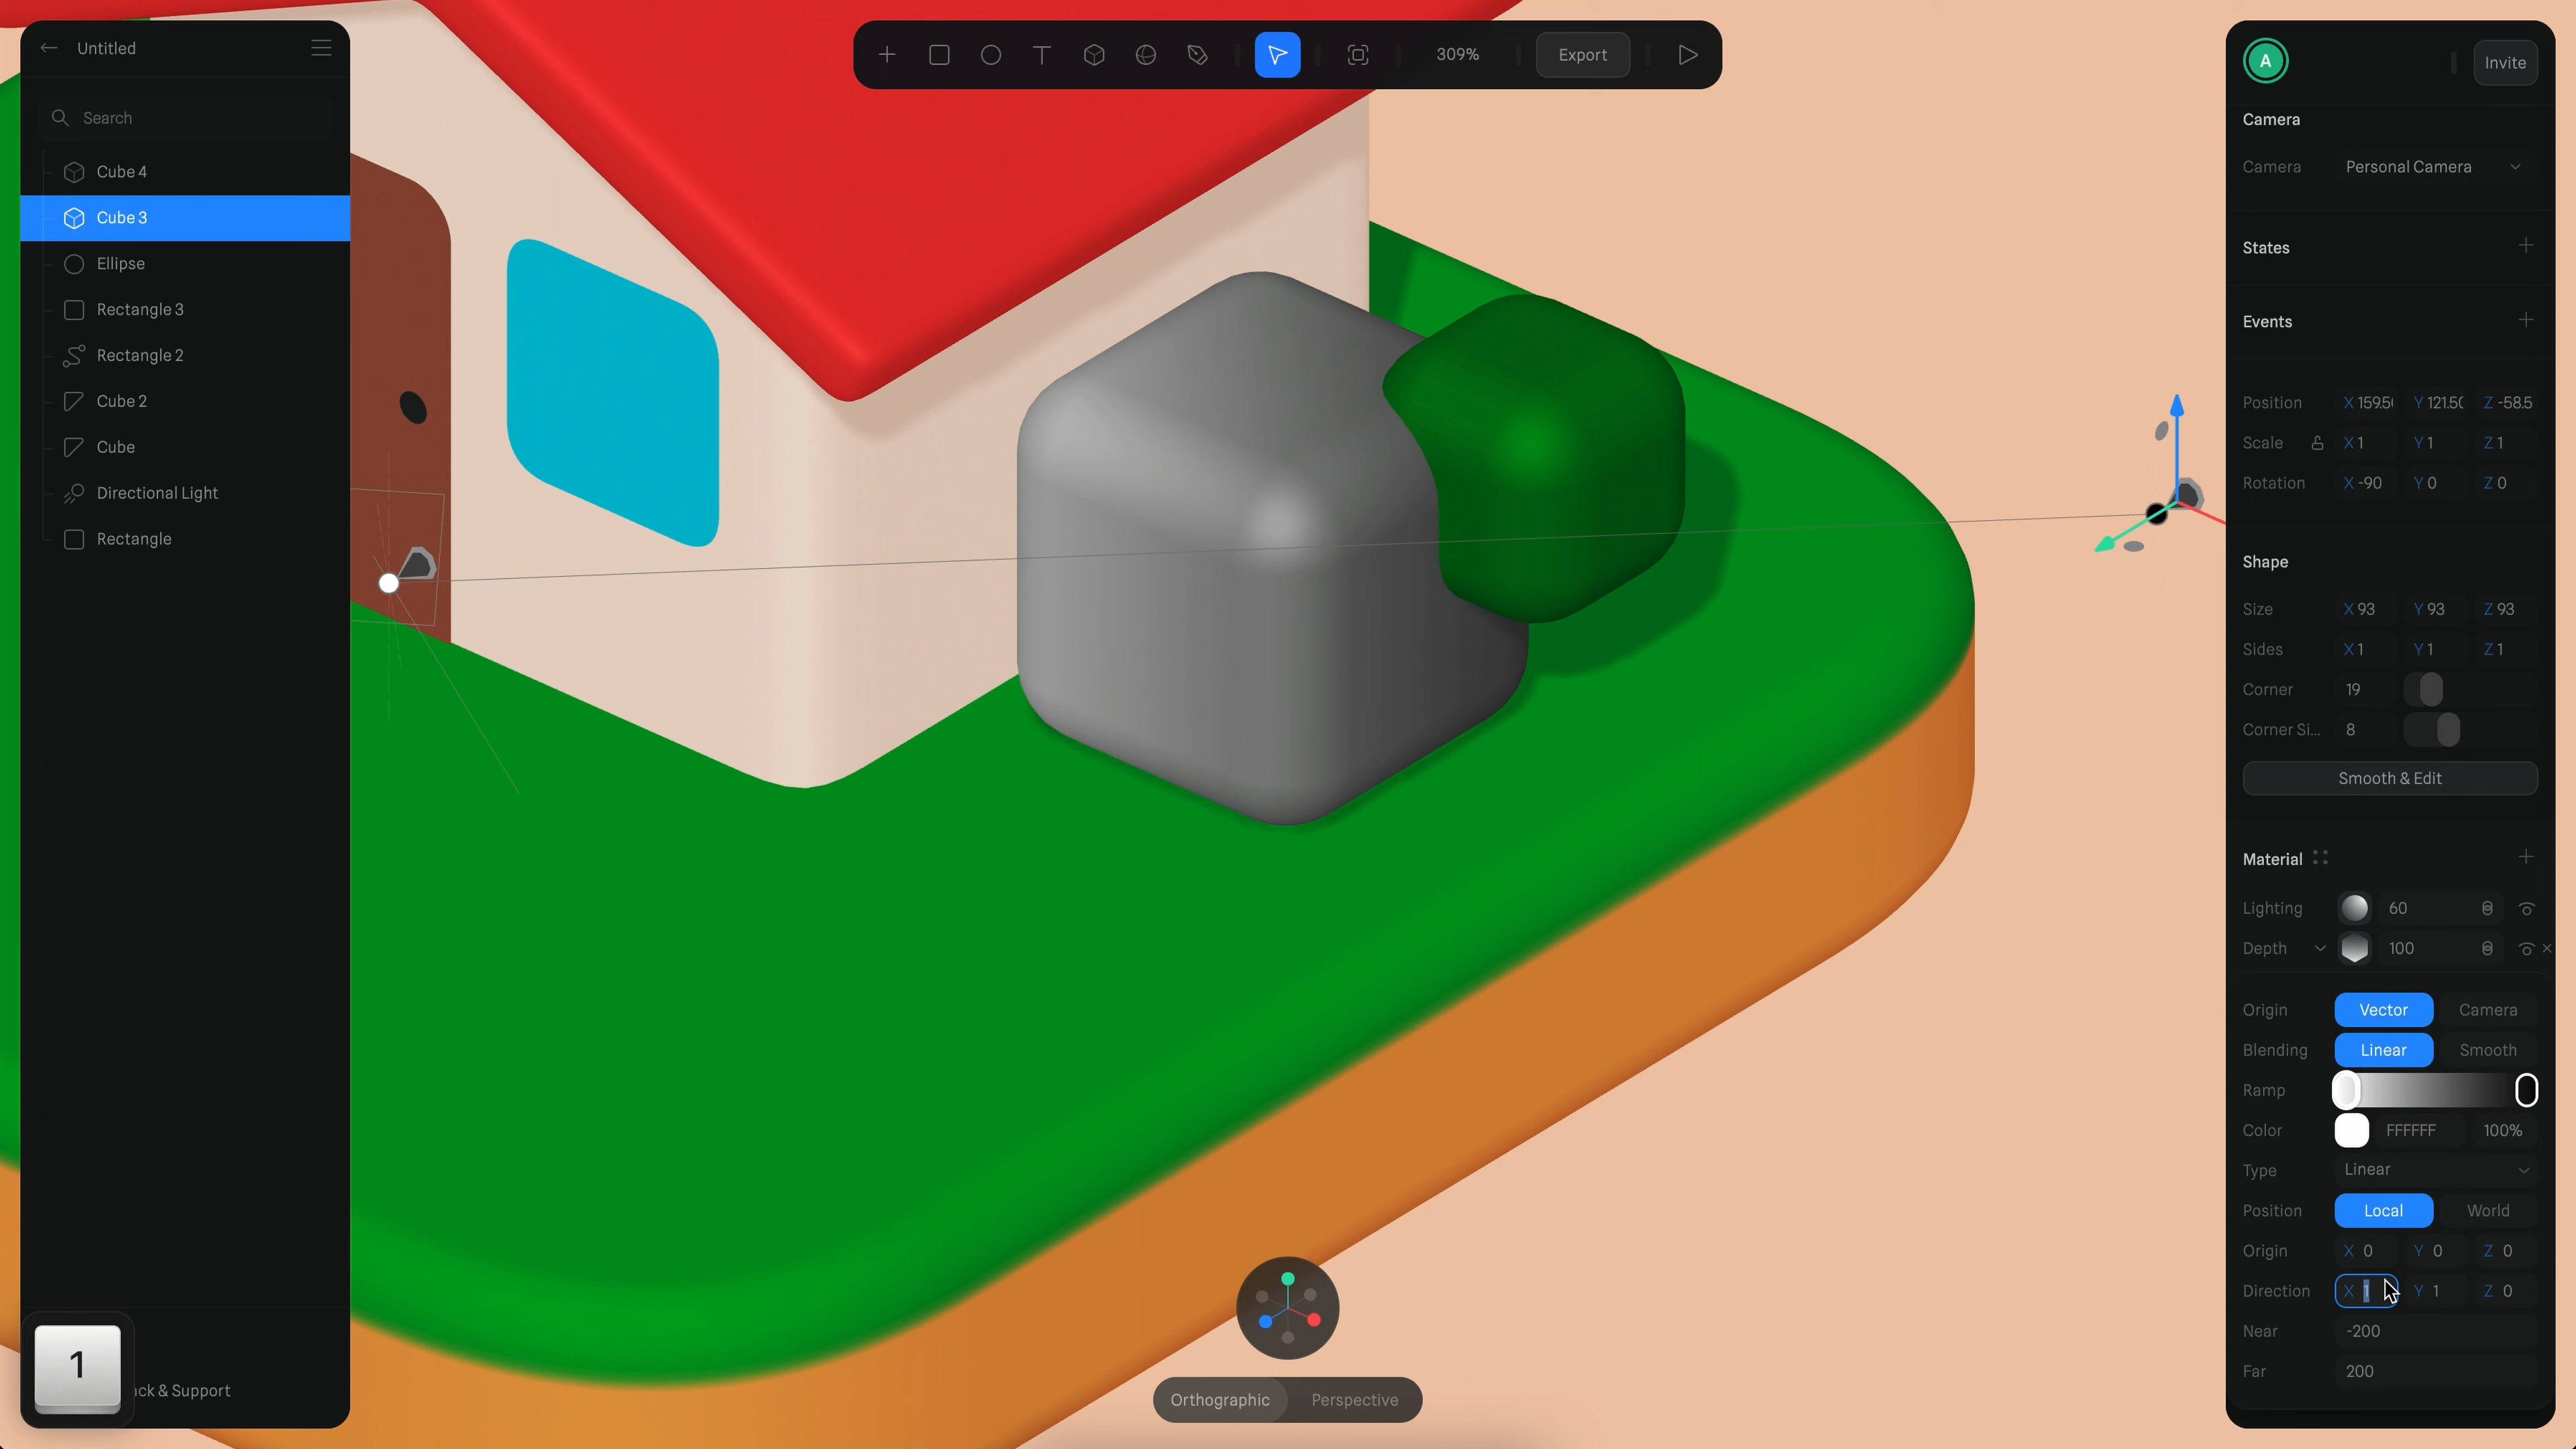 Untitled
Search
Cube 4
Cube 3
Ellipse
Rectangle 3
Rectangle 2
Cube 2
Cube
Directional Light
Rectangle
1
ck & Support
T
309%
Export
Orthographic
Perspective
A
Invite
Camera
Camera Personal Camera
States
Events
Position X 159.5 Y 121.5 Z -58.5
Scale X 1 Y 1 Z 1
Rotation X -90 Y 0 Z 0
Shape
Size X 93 Y 93 Z 93
Sides X 1 Y 1 Z 1
Corner 19
Corner Si... 8
Smooth & Edit
Material
Lighting 60
Depth 100
Origin Vector Camera
Blending Linear Smooth
Ramp
Color FFFFFF 100%
Type Linear
Position Local World
Origin X 0 Y 0 Z 0
Direction X 1 Y 1 Z 0
Near -200
Far 200